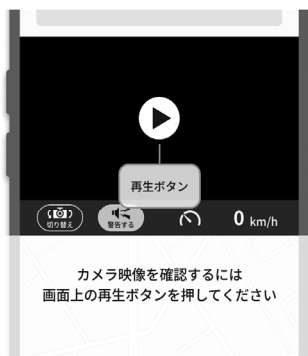 再生ボタン
切り替え
警告する
0 km/h
カメラ映像を確認するには
画面上の再生ボタンを押してください